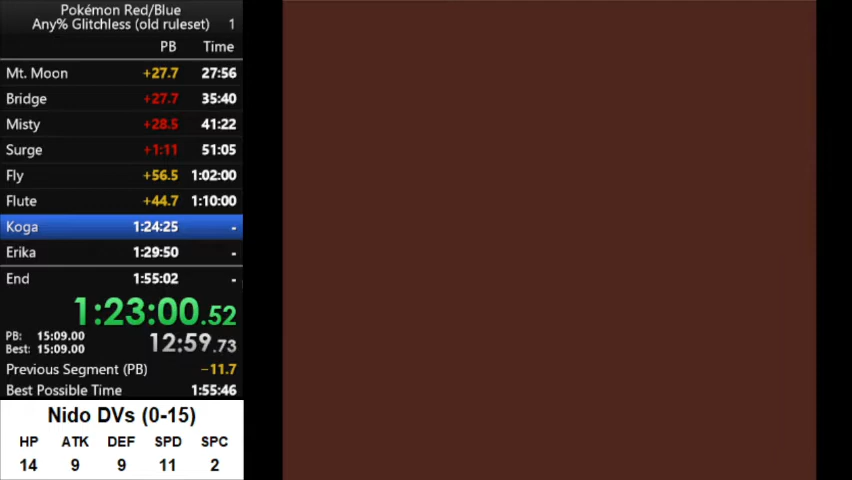 Pokémon Red/Blue
Any% Glitchless (old ruleset) 1
PB Time
Mt. Moon +27.7 27:56
Bridge +27.7 35:40
Misty +28.5 41:22
Surge +1:11 51:05
Fly +56.5 1:02:00
Flute +44.7 1:10:00
Koga 1:24:25 -
Erika 1:29:50 -
End 1:55:02 -
1:23:00.52
PB: 15:09.00
Best: 15:09.00
12:59.73
Previous Segment (PB) −11.7
Best Possible Time 1:55:46
Nido DVs (0-15)
HP ATK DEF SPD SPC
14 9 9 11 2